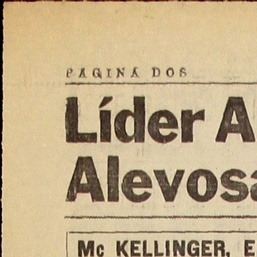 PAGINA DOS
Líder A
Alevosa
Mc KELLINGER, E